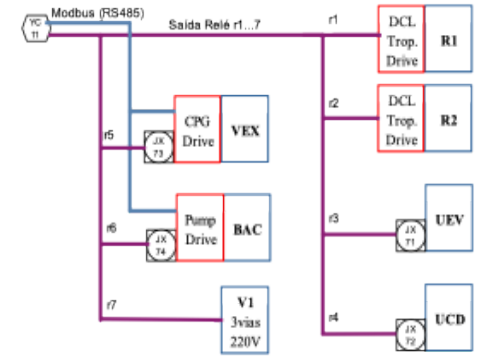 Modbus (RS485)
YC
11
Saída Relé r1...7
r1
DCL
Trop.
Drive
R1
r2
DCL
Trop.
Drive
R2
r5
JX
73
CPG
Drive
VEX
r6
JX
74
Pump
Drive
BAC
r3
JX
71
UEV
r7
V1
3vias
220V
r4
JX
72
UCD